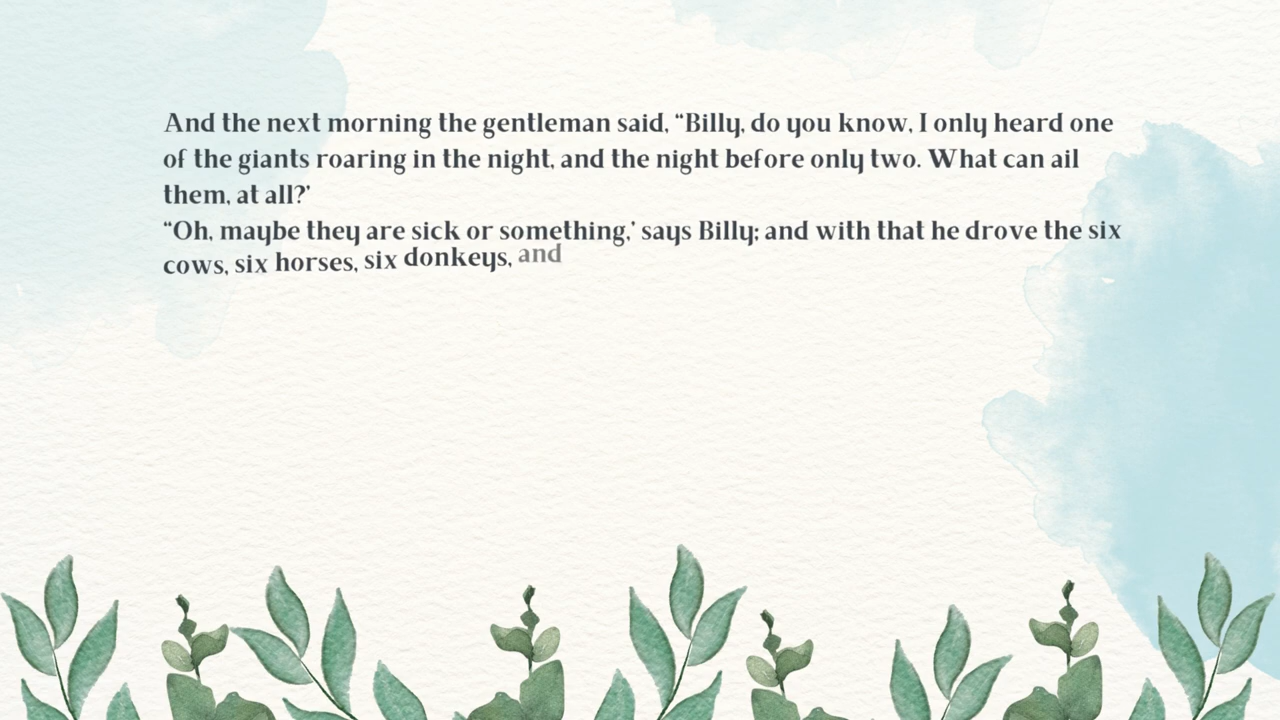 And the next morning the gentleman said, “Billy, do you know, I only heard one
of the giants roaring in the night, and the night before only two. What can ail
them, at all?’
“Oh, maybe they are sick or something,’ says Billy; and with that he drove the six
cows, six horses, six donkeys, and